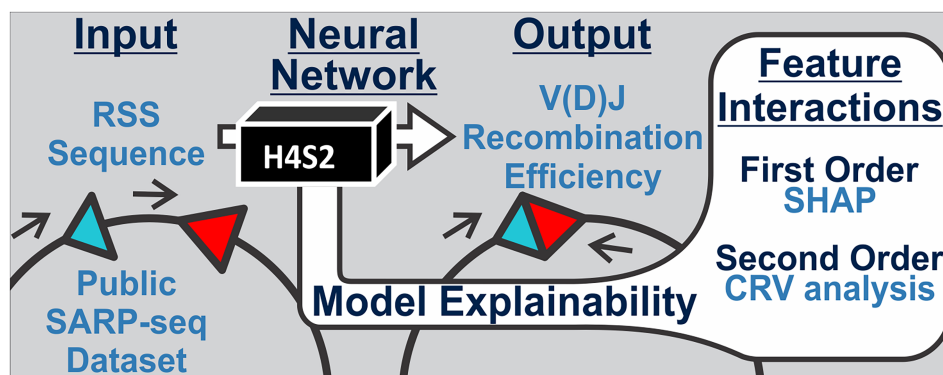 Input
Neural
Network
Output
RSS
Sequence
H4S2
V(D)J
Recombination
Efficiency
Public
SARP-seq
Dataset
Model Explainability
Feature
Interactions
First Order
SHAP
Second Order
CRV analysis